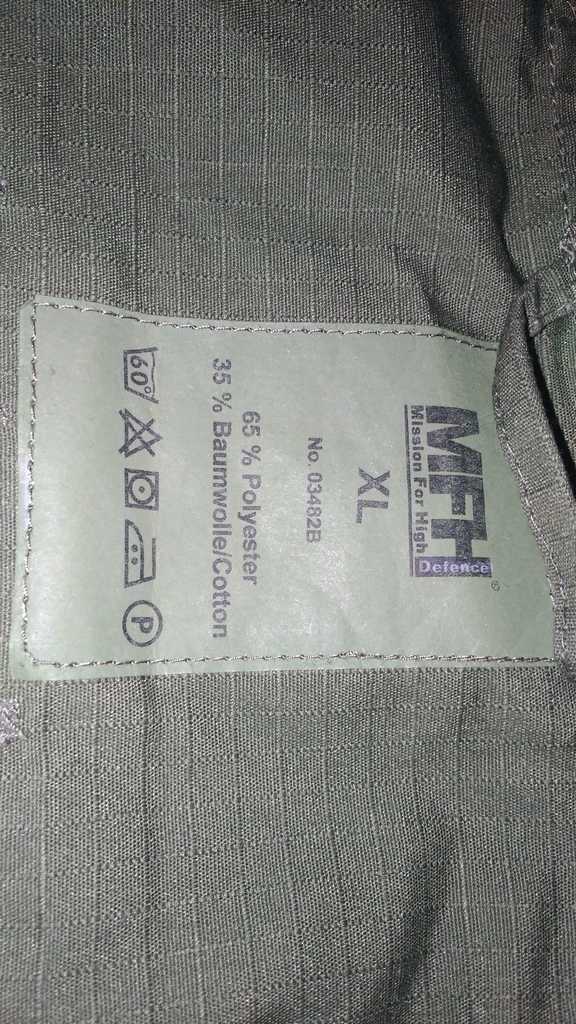 MFH
Mission For High Defence
®
XL
No. 03482B
65 % Polyester
35 % Baumwolle/Cotton
60° P